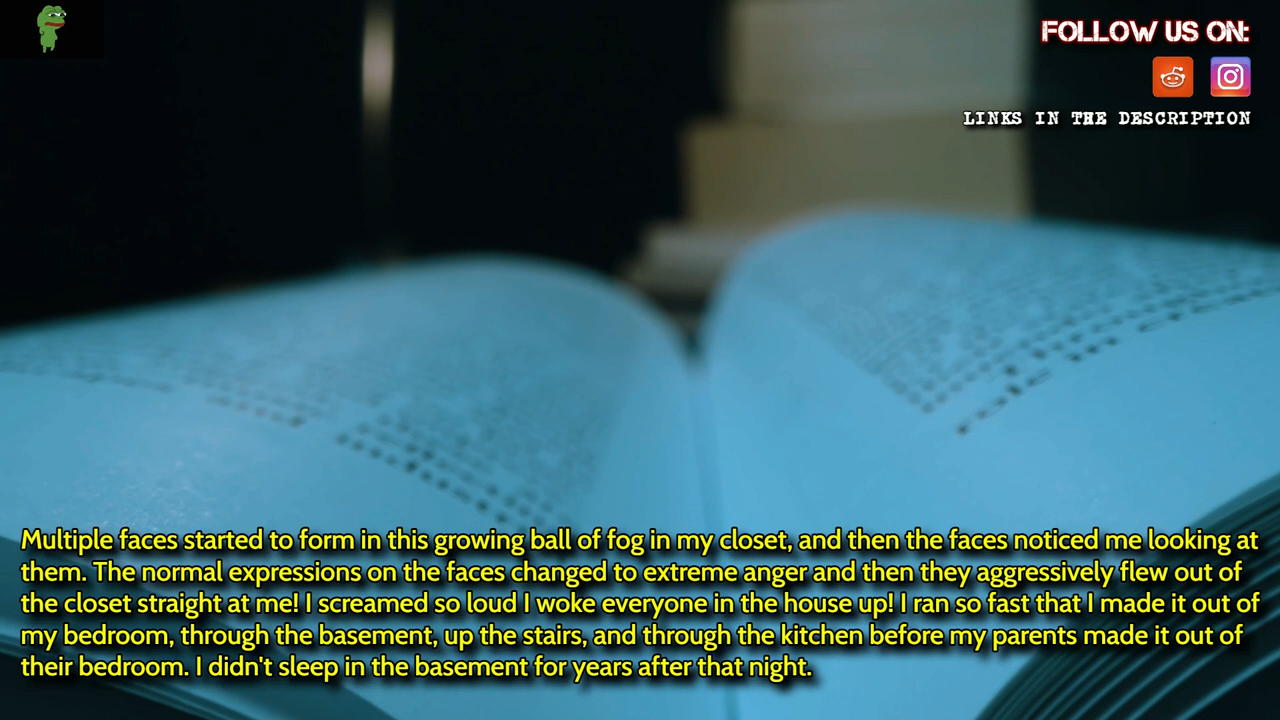 FOLLOW US ON:
LINKS IN THE DESCRIPTION
Multiple faces started to form in this growing ball of fog in my closet, and then the faces noticed me looking at
them. The normal expressions on the faces changed to extreme anger and then they aggressively flew out of
the closet straight at me! I screamed so loud I woke everyone in the house up! I ran so fast that I made it out of
my bedroom, through the basement, up the stairs, and through the kitchen before my parents made it out of
their bedroom. I didn't sleep in the basement for years after that night.